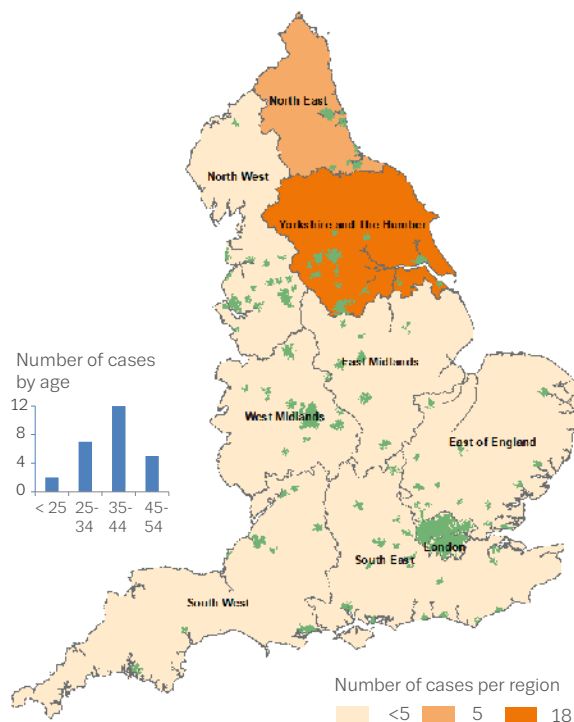 North East
North West
Yorkshire and The Humber
East Midlands
West Midlands
East of England
London
South East
South West
Number of cases
by age
12
8
4
0
< 25
25-
34
35-
44
45-
54
Number of cases per region
<5
5
18